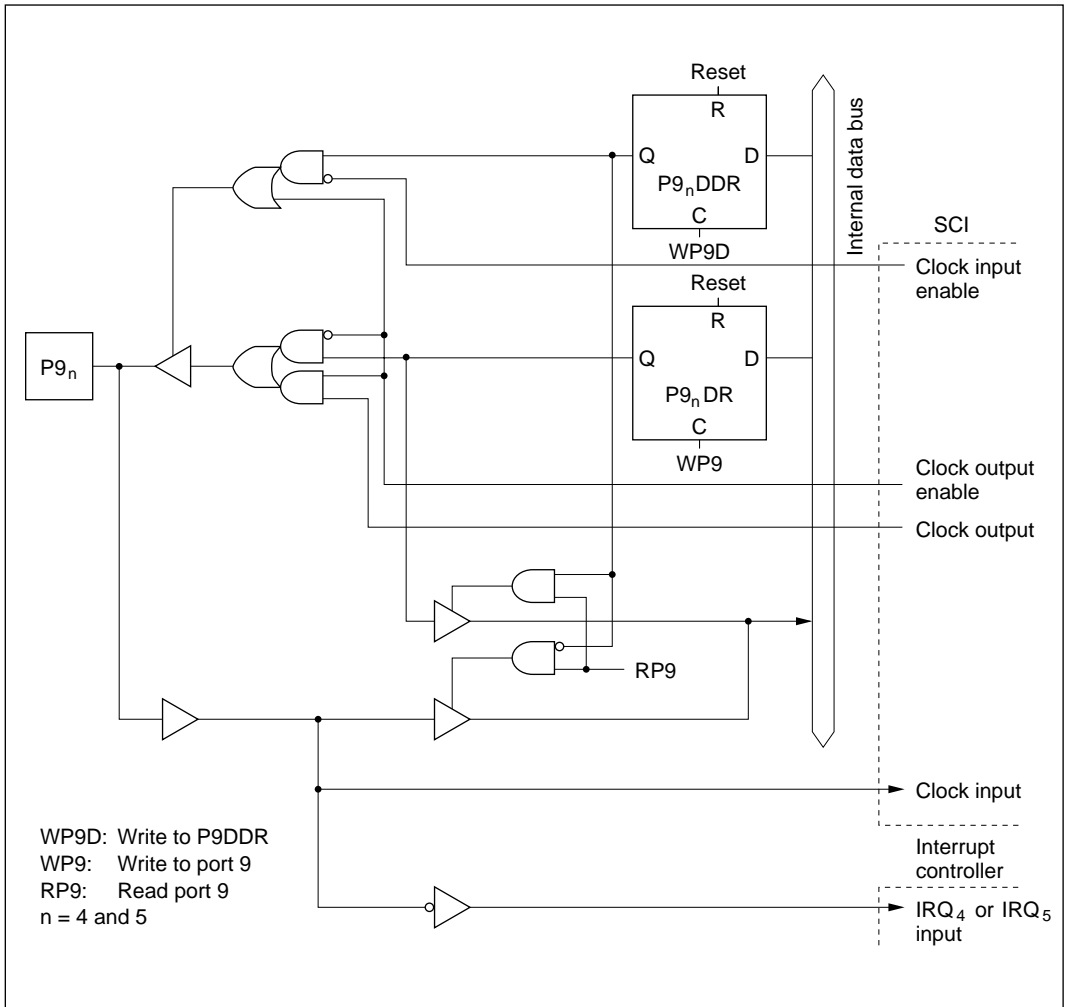 Reset
R
Q D
P9nDDR
C
WP9D
Internal data bus
SCI
Clock input
enable
Reset
R
Q D
P9nDR
C
WP9
P9n
Clock output
enable
Clock output
RP9
Clock input
WP9D: Write to P9DDR
WP9: Write to port 9
RP9: Read port 9
n = 4 and 5
Interrupt
controller
IRQ4 or IRQ5
input